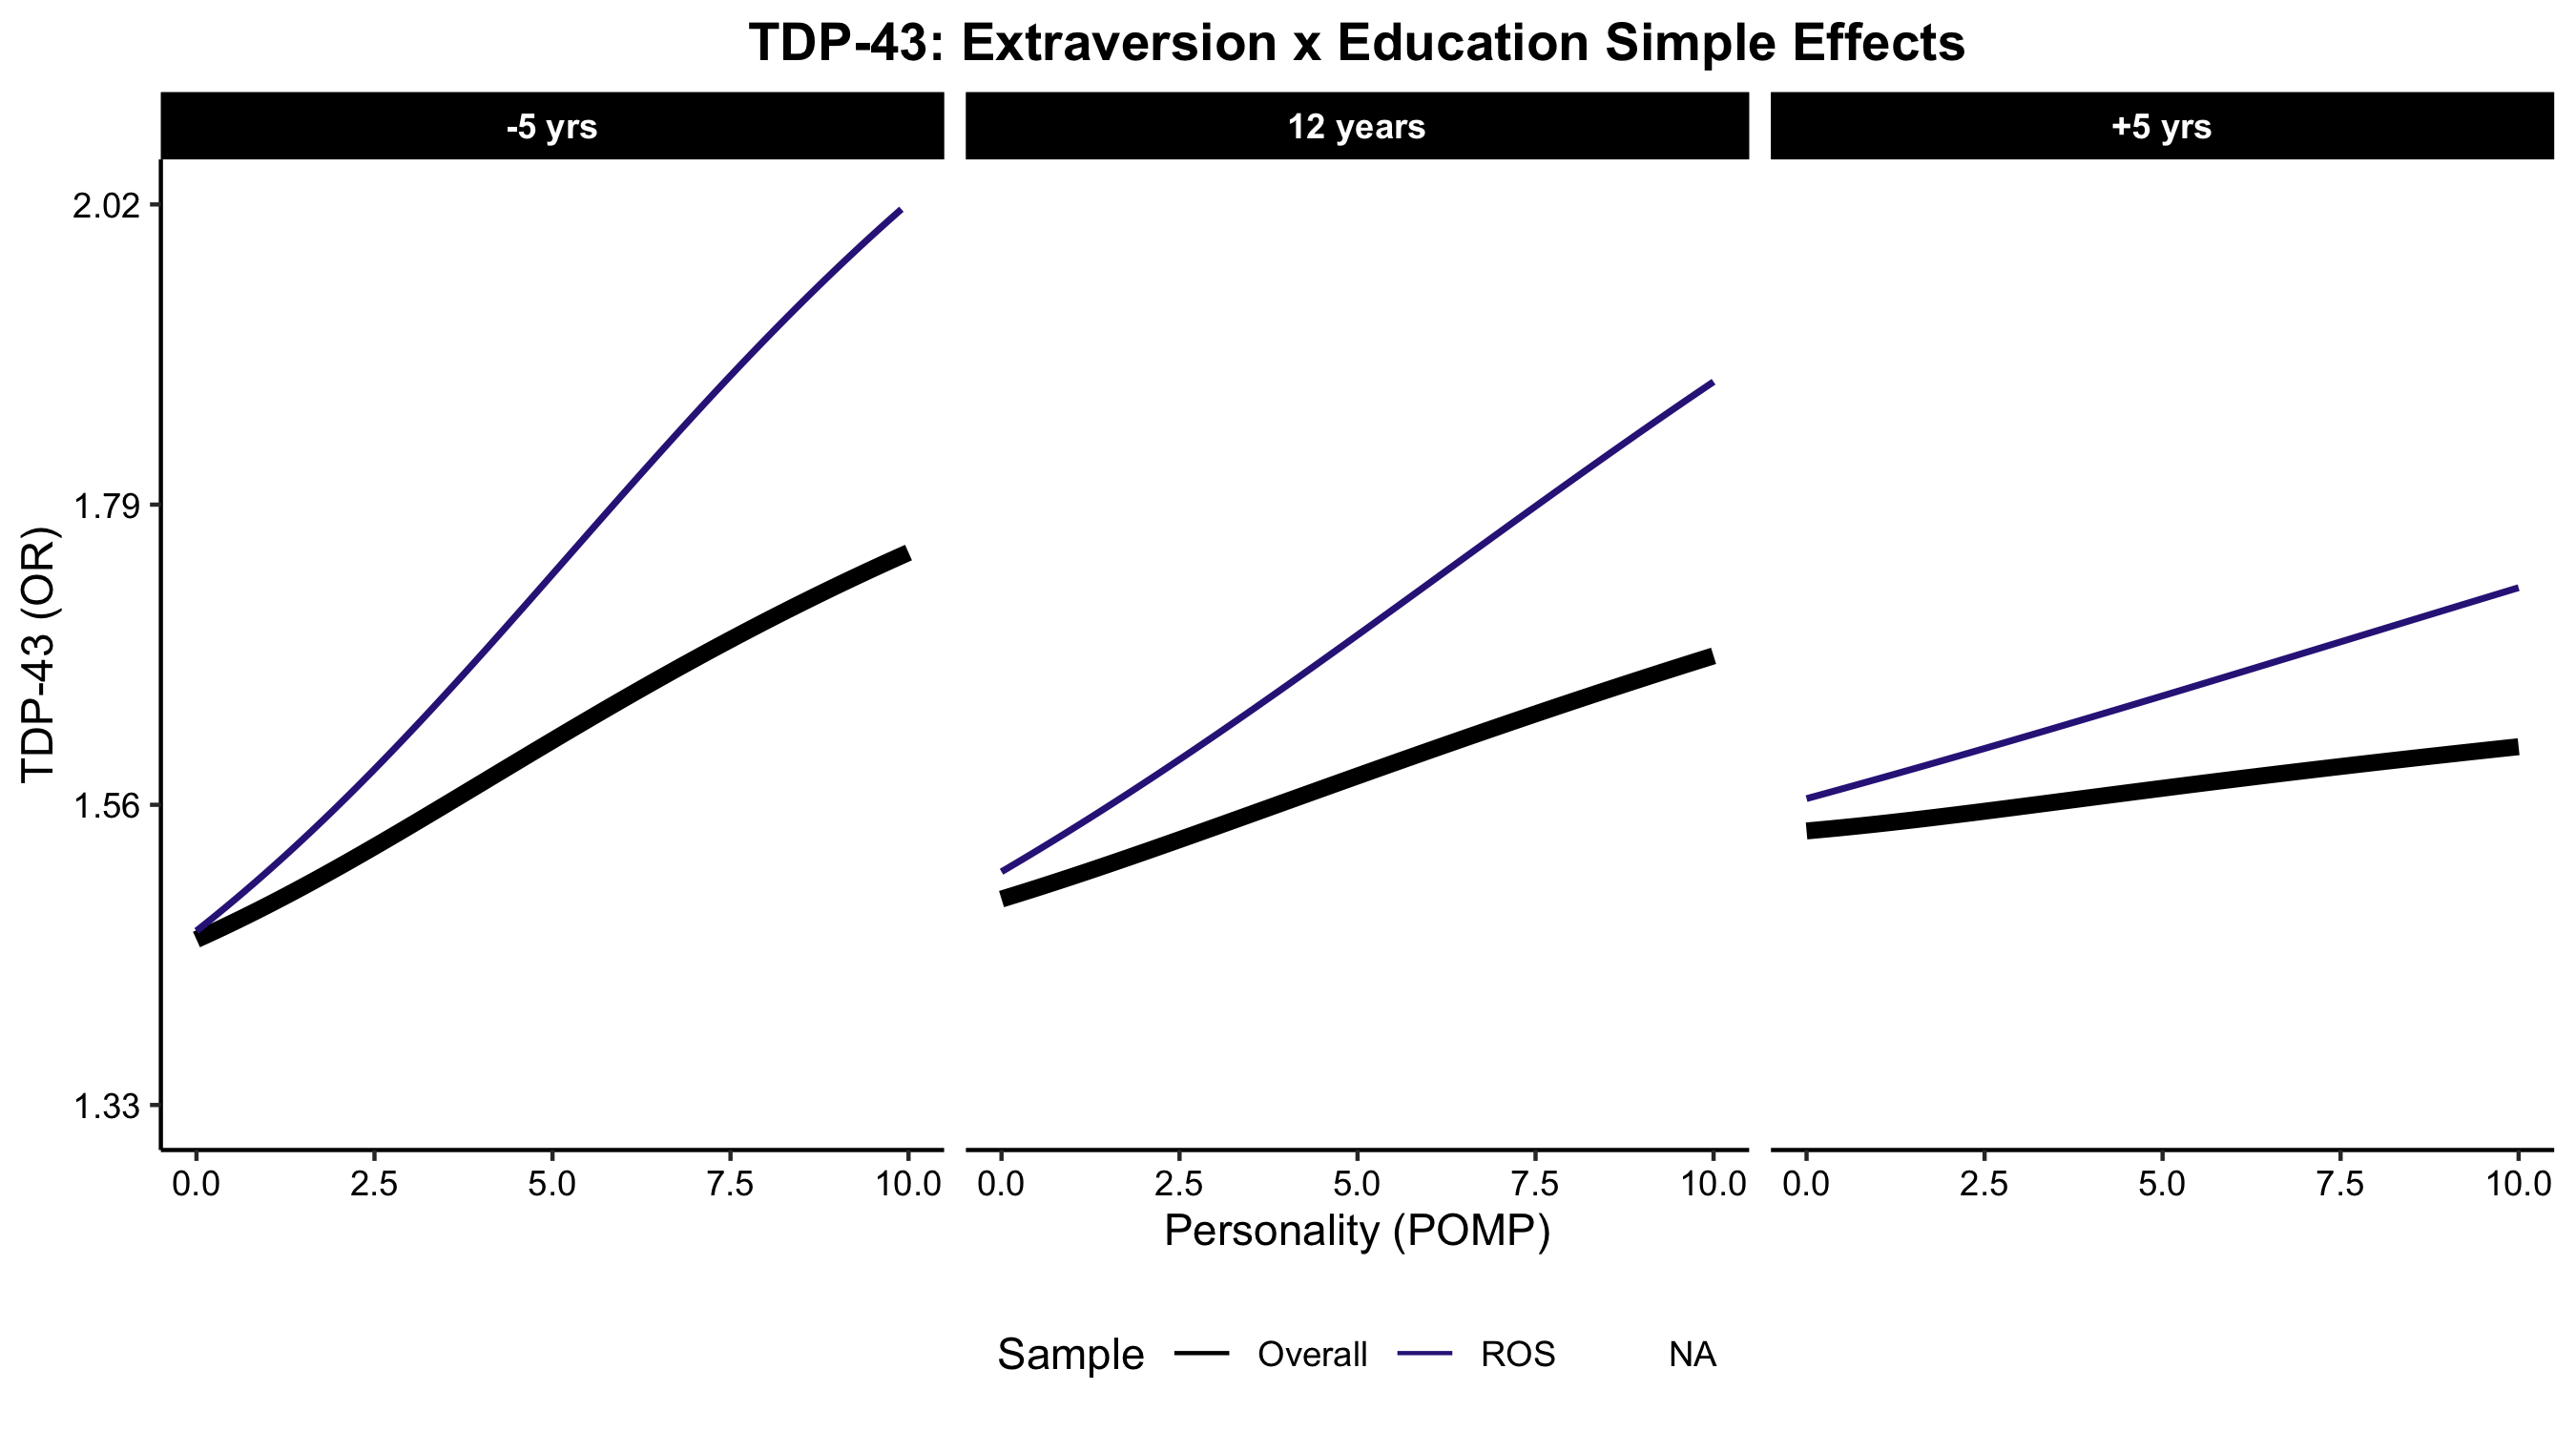 TDP-43: Extraversion x Education Simple Effects
-5 yrs
12 years
+5 yrs
TDP-43 (OR)
2.02
1.79
1.56
1.33
0.0 2.5 5.0 7.5 10.0 0.0 2.5 5.0 7.5 10.0 0.0 2.5 5.0 7.5 10.0
Personality (POMP)
Sample Overall ROS NA